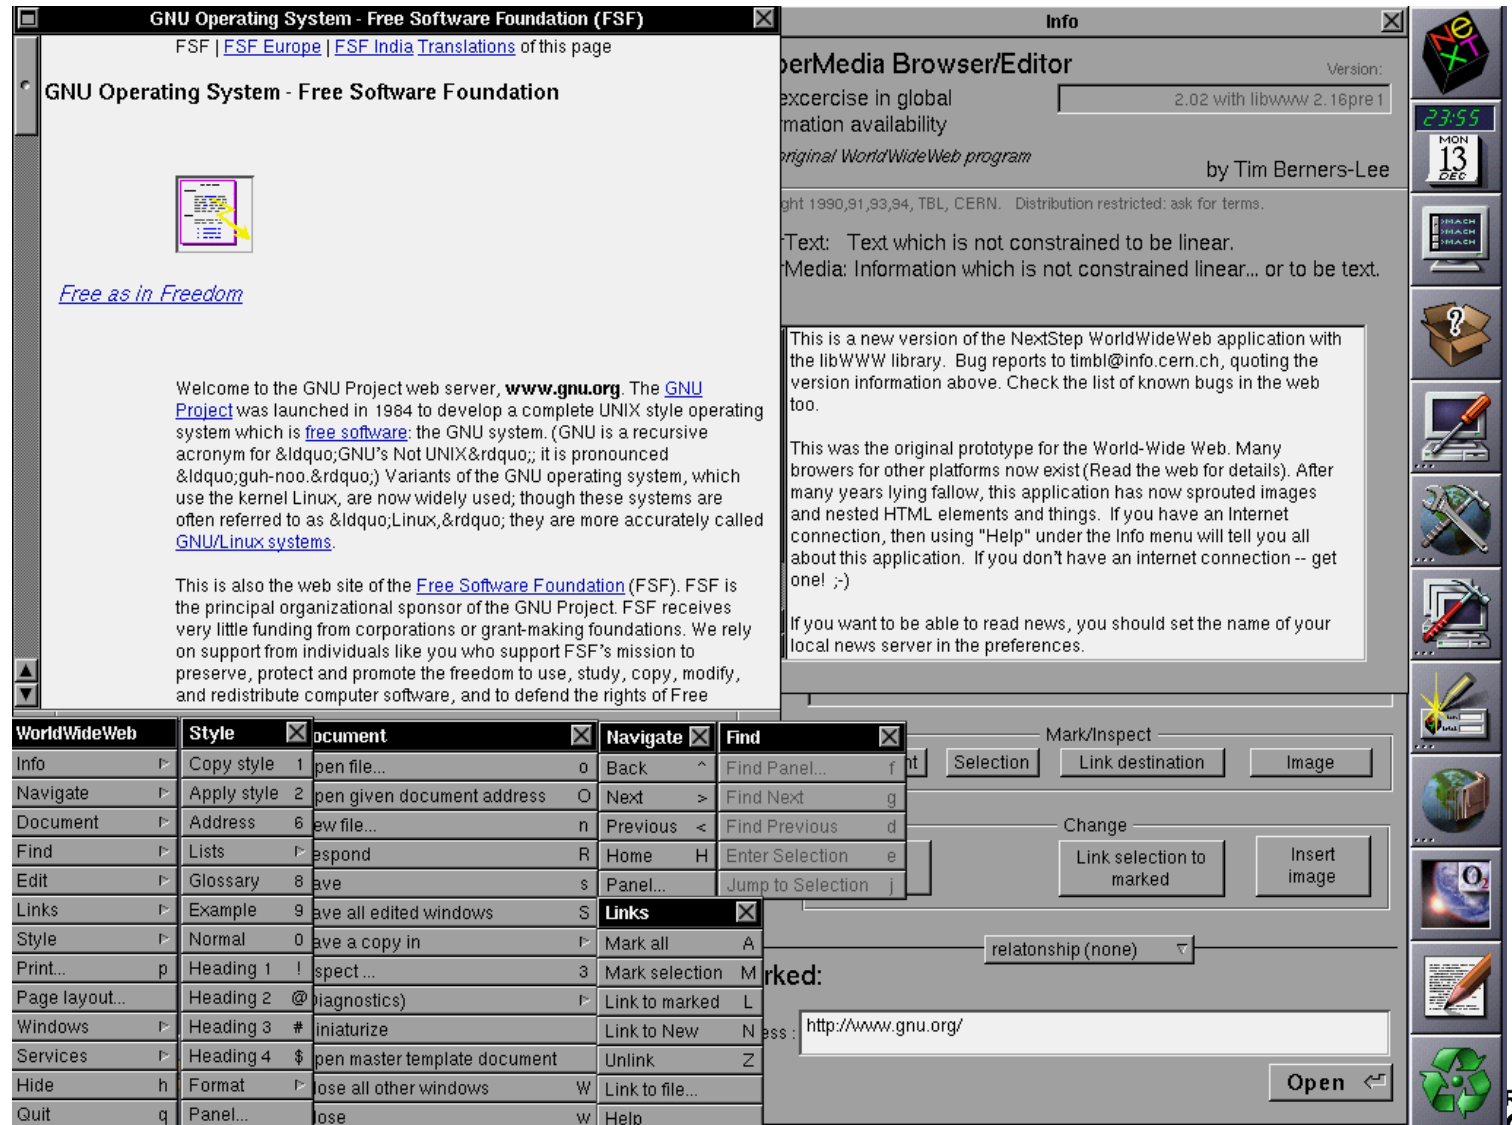 GNU Operating System - Free Software Foundation (FSF)
FSF | FSF Europe | FSF India Translations of this page
GNU Operating System - Free Software Foundation
Free as in Freedom
Welcome to the GNU Project web server, www.gnu.org. The GNU
Project was launched in 1984 to develop a complete UNIX style operating
system which is free software: the GNU system. (GNU is a recursive
acronym for &ldquo;GNU's Not UNIX&rdquo;; it is pronounced
&ldquo;guh-noo.&rdquo;) Variants of the GNU operating system, which
use the kernel Linux, are now widely used; though these systems are
often referred to as &ldquo;Linux,&rdquo; they are more accurately called
GNU/Linux systems.
This is also the web site of the Free Software Foundation (FSF). FSF is
the principal organizational sponsor of the GNU Project. FSF receives
very little funding from corporations or grant-making foundations. We rely
on support from individuals like you who support FSF's mission to
preserve, protect and promote the freedom to use, study, copy, modify,
and redistribute computer software, and to defend the rights of Free
Info
perMedia Browser/Editor
Version:
excercise in global
2.02 with libwww 2.16pre1
mation availability
original WorldWideWeb program
by Tim Berners-Lee
ght 1990,91,93,94, TBL, CERN. Distribution restricted: ask for terms.
rText: Text which is not constrained to be linear.
rMedia: Information which is not constrained linear... or to be text.
This is a new version of the NextStep WorldWideWeb application with
the libWWW library. Bug reports to timbl@info.cern.ch, quoting the
version information above. Check the list of known bugs in the web
too.
This was the original prototype for the World-Wide Web. Many
browers for other platforms now exist (Read the web for details). After
many years lying fallow, this application has now sprouted images
and nested HTML elements and things. If you have an Internet
connection, then using "Help" under the Info menu will tell you all
about this application. If you don't have an internet connection -- get
one! ;-)
If you want to be able to read news, you should set the name of your
local news server in the preferences.
WorldWideWeb
Info
Navigate
Document
Find
Edit
Links
Style
Print... p
Page layout...
Windows
Services
Hide h
Quit q
Style
Copy style 1
Apply style 2
Address 6
Lists
Glossary 8
Example 9
Normal 0
Heading 1 !
Heading 2 @
Heading 3 #
Heading 4 $
Format
Panel...
ocument
pen file... o
pen given document address O
ew file... n
espond R
ave s
ave all edited windows S
ave a copy in
spect ... 3
iagnostics)
iniaturize
pen master template document
lose all other windows W
lose w
Navigate
Back ^
Next >
Previous <
Home H
Panel...
Find
Find Panel... f
Find Next g
Find Previous d
Enter Selection e
Jump to Selection j
Links
Mark all A
Mark selection M
Link to marked L
Link to New N
Unlink Z
Link to file...
Help
Mark/Inspect
nt
Selection
Link destination
Image
Change
Link selection to
marked
Insert
image
relationship (none)
rked:
ess : http://www.gnu.org/
Open
NeXT
23:55
MON
13
DEC
>MACH
>MACH
>MACH
?
O2